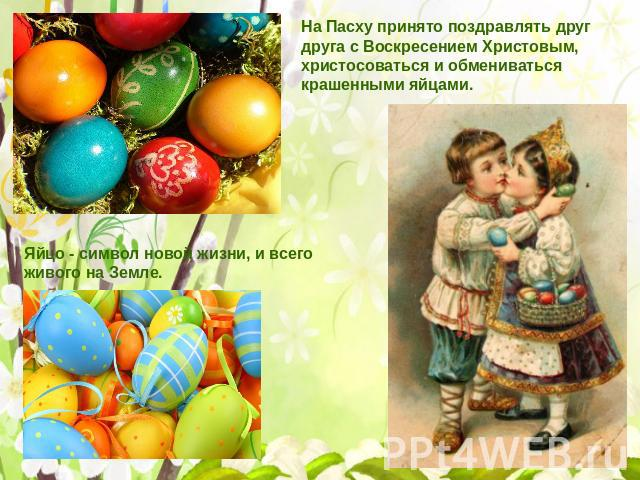 На Пасху принято поздравлять друг
друга с Воскресением Христовым,
христосоваться и обмениваться
крашенными яйцами.
Яйцо - символ новой жизни, и всего
живого на Земле.
PPt4WEB.ru